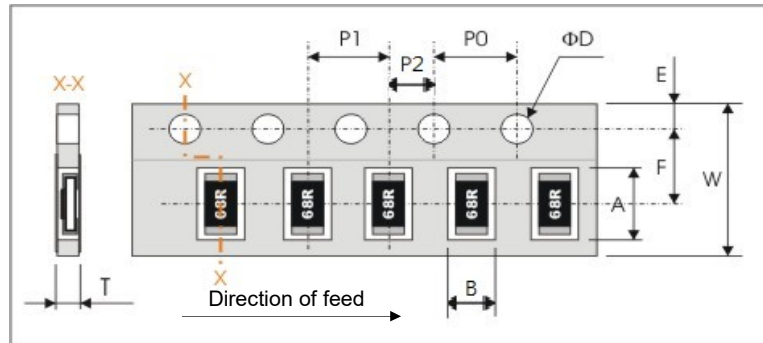 P1
P0
ΦD
P2
E
X-X
X
F
W
A
68R
68R
68R
68R
68R
T
X
B
Direction of feed